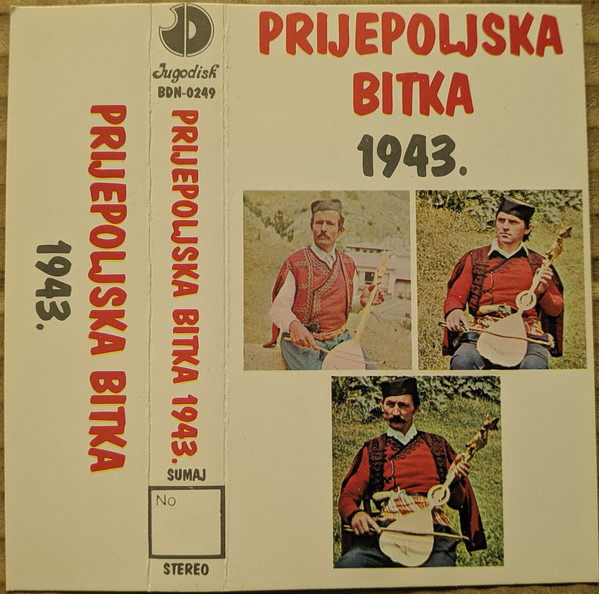 PRIJEPOLJSKA
BITKA
1943.
Jugodisk
BDN-0249
PRIJEPOLJSKA BITKA 1943.
SUMAJ
No
STEREO
PRIJEPOLJSKA BITKA
1943.